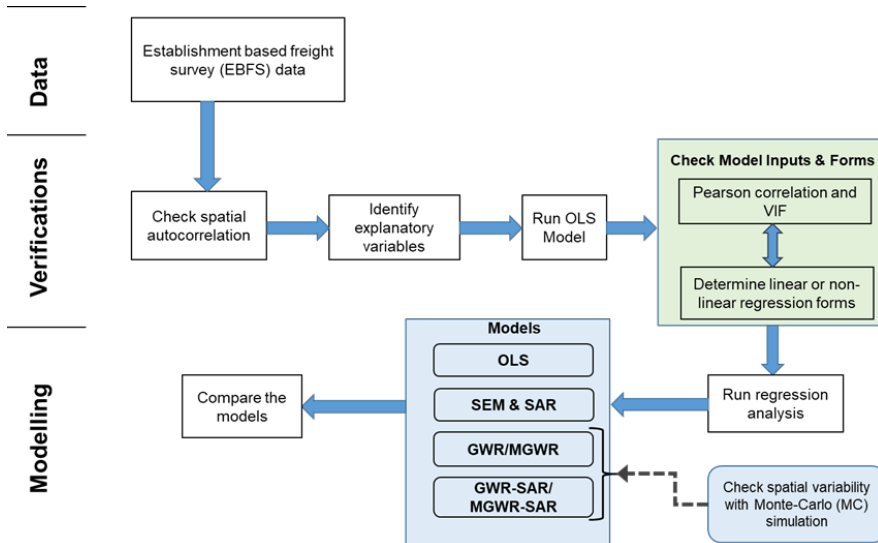 Data
Establishment based freight
survey (EBFS) data
Verifications
Check spatial
autocorrelation
Identify
explanatory
variables
Run OLS
Model
Check Model Inputs & Forms
Pearson correlation and
VIF
Determine linear or non-
linear regression forms
Modelling
Run regression
analysis
Models
OLS
SEM & SAR
GWR/MGWR
GWR-SAR/
MGWR-SAR
Check spatial variability
with Monte-Carlo (MC)
simulation
Compare the
models